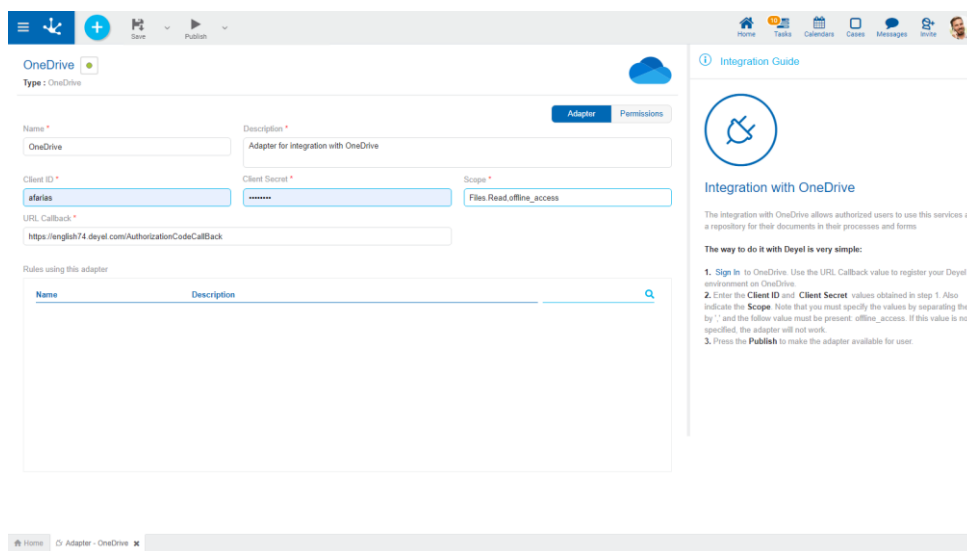 Save
Publish
Home
10
Tasks
Calendars
Cases
Messages
Invite
OneDrive
Type : OneDrive
Adapter
Permissions
Name *
Description *
OneDrive
Adapter for integration with OneDrive
Client ID *
Client Secret *
Scope *
afarias
••••••••
Files.Read,offline_access
URL Callback *
https://english74.deyel.com/AuthorizationCodeCallBack
Rules using this adapter
Name
Description
Integration Guide
Integration with OneDrive
The integration with OneDrive allows authorized users to use this services a
a repository for their documents in their processes and forms
The way to do it with Deyel is very simple:
1. Sign In to OneDrive. Use the URL Callback value to register your Deyel
environment on OneDrive.
2. Enter the Client ID and Client Secret values obtained in step 1. Also
indicate the Scope. Note that you must specify the values by separating the
by ',' and the follow value must be present: offline_access. If this value is no
specified, the adapter will not work.
3. Press the Publish to make the adapter available for user.
Home
Adapter - OneDrive